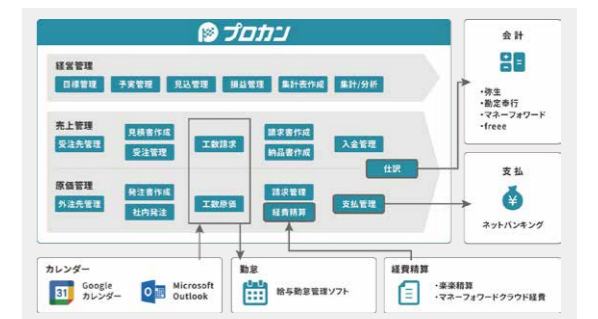 プロカン
経営管理
目標管理
予実管理
見込管理
損益管理
集計表作成
集計/分析
売上管理
受注先管理
見積書作成
受注管理
工数請求
請求書作成
納品書作成
入金管理
仕訳
原価管理
外注先管理
発注書作成
社内発注
工数原価
請求管理
経費精算
支払管理
会計
・弥生
・勘定奉行
・マネーフォワード
・freee
支払
¥
ネットバンキング
カレンダー
31
Google
カレンダー
Microsoft
Outlook
勤怠
給与勤怠管理ソフト
経費精算
・楽楽精算
・マネーフォワードクラウド経費